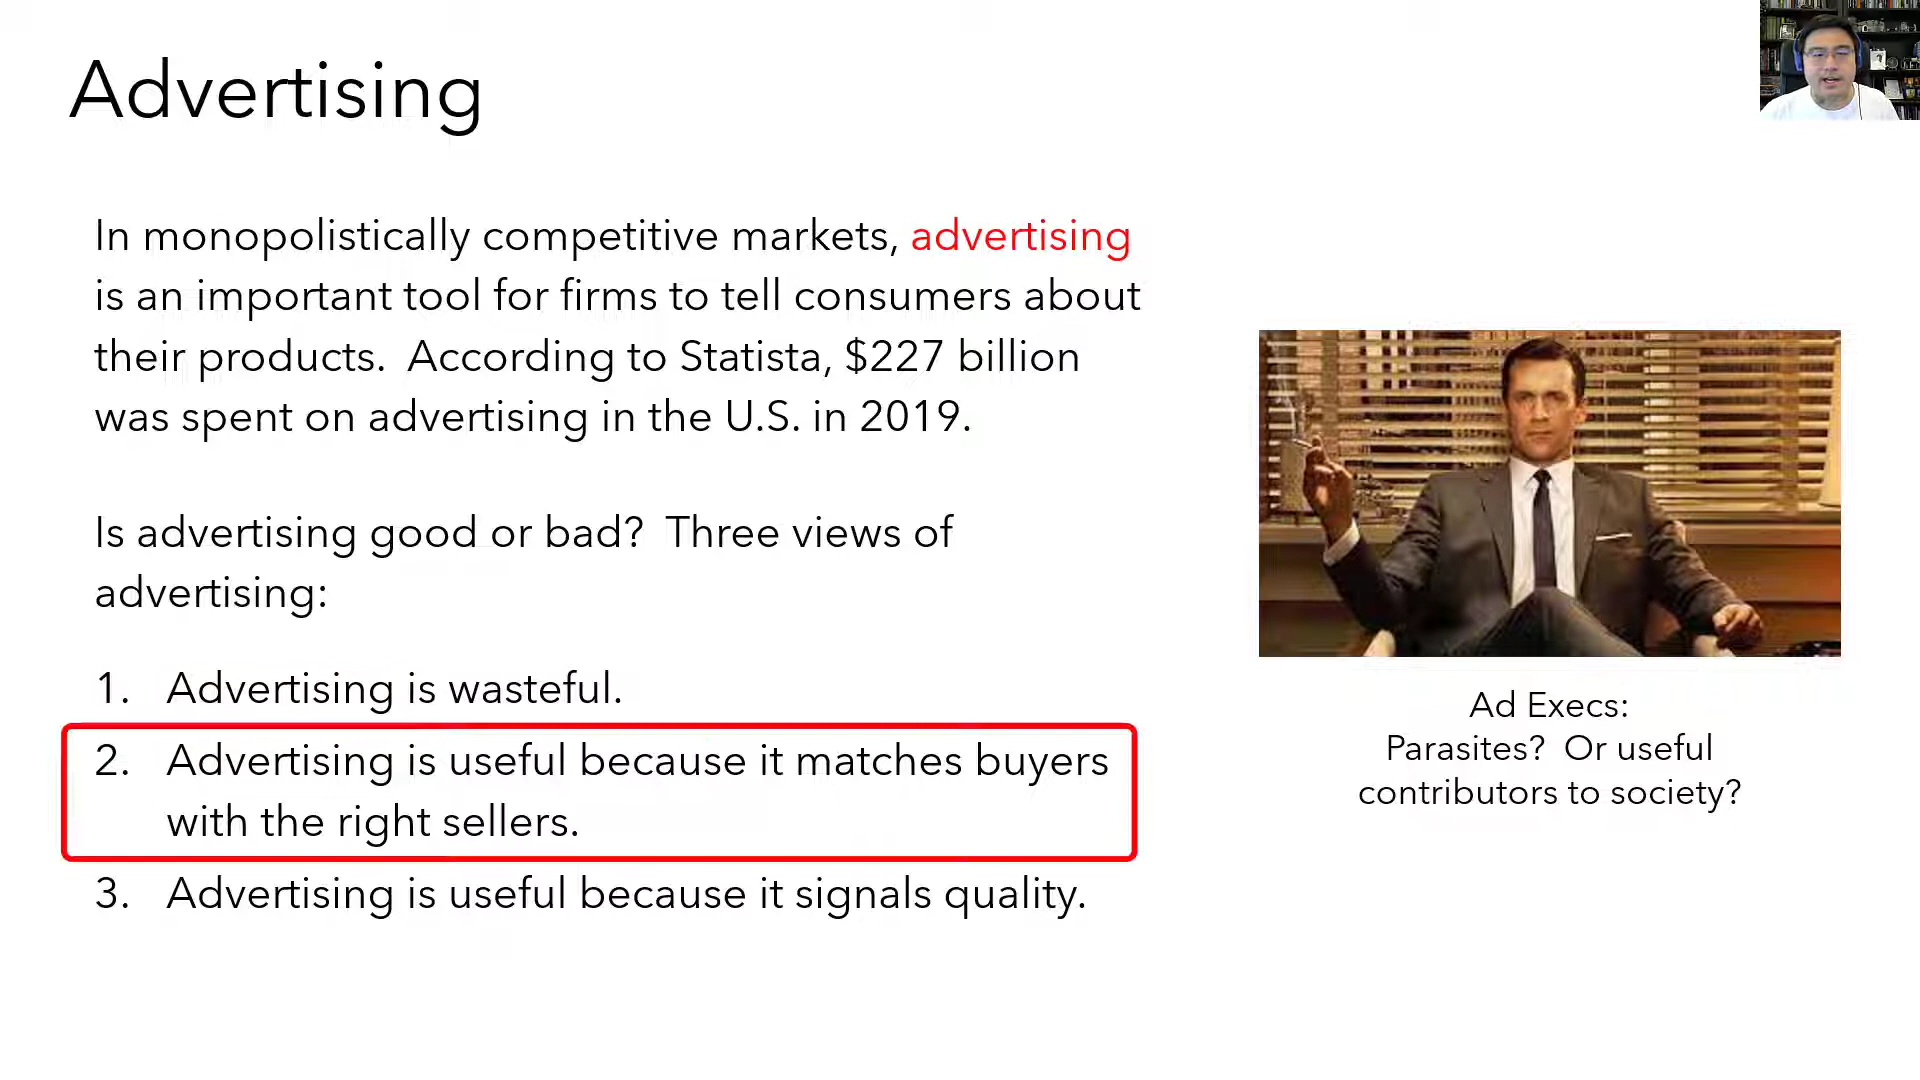 Advertising
In monopolistically competitive markets, advertising
is an important tool for firms to tell consumers about
their products. According to Statista, $227 billion
was spent on advertising in the U.S. in 2019.
Is advertising good or bad? Three views of
advertising:
1. Advertising is wasteful.
2. Advertising is useful because it matches buyers
with the right sellers.
3. Advertising is useful because it signals quality.
Ad Execs:
Parasites? Or useful
contributors to society?